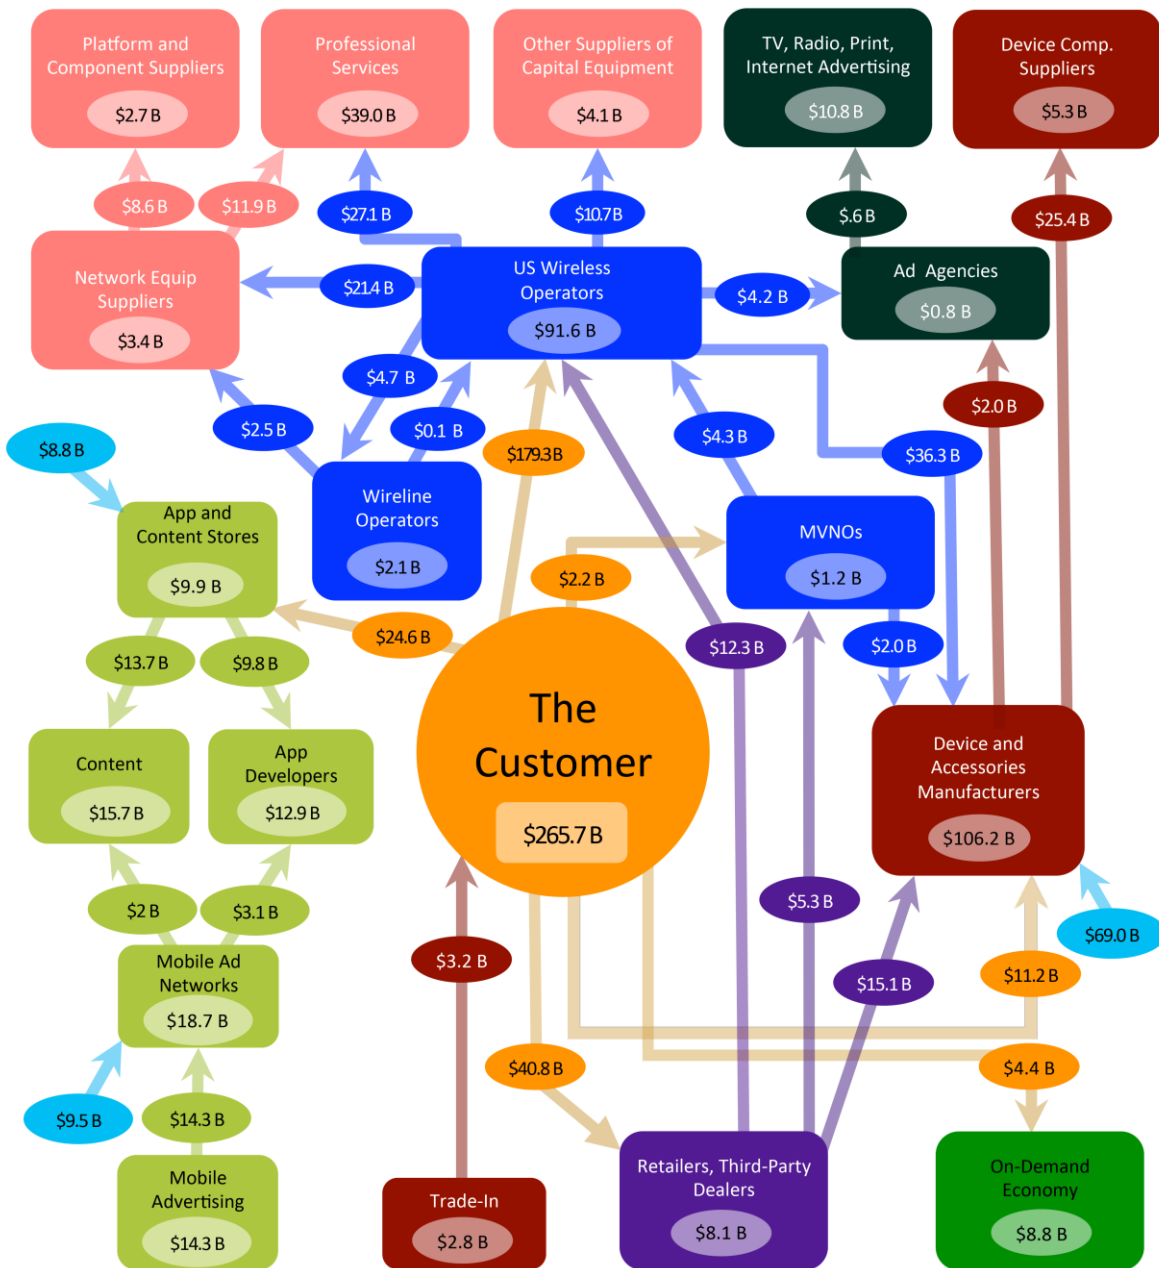 Platform and
Component Suppliers
$2.7 B
Professional
Services
$39.0 B
Other Suppliers of
Capital Equipment
$4.1 B
TV, Radio, Print,
Internet Advertising
$10.8 B
Device Comp.
Suppliers
$5.3 B
$8.6 B
$11.9 B
$27.1 B
$10.7 B
$.6 B
$25.4 B
Network Equip
Suppliers
$3.4 B
$21.4 B
US Wireless
Operators
$91.6 B
$4.2 B
Ad Agencies
$0.8 B
$4.7 B
$2.0 B
$2.5 B
$0.1 B
$179.3 B
$4.3 B
$36.3 B
$8.8 B
App and
Content Stores
$9.9 B
Wireline
Operators
$2.1 B
MVNOs
$1.2 B
$2.2 B
$24.6 B
$12.3 B
$2.0 B
$13.7 B
$9.8 B
The
Customer
$265.7 B
Content
$15.7 B
App
Developers
$12.9 B
Device and
Accessories
Manufacturers
$106.2 B
$2 B
$3.1 B
$5.3 B
$69.0 B
Mobile Ad
Networks
$18.7 B
$3.2 B
$15.1 B
$11.2 B
$40.8 B
$4.4 B
$9.5 B
$14.3 B
Mobile
Advertising
$14.3 B
Trade-In
$2.8 B
Retailers, Third-Party
Dealers
$8.1 B
On-Demand
Economy
$8.8 B